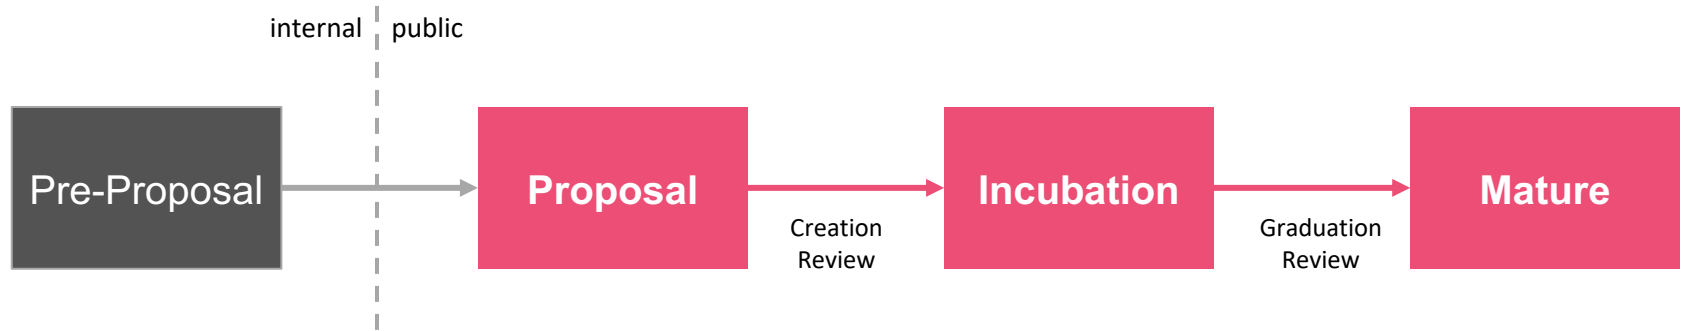 internal
public
Pre-Proposal
Proposal
Creation
Review
Incubation
Graduation
Review
Mature